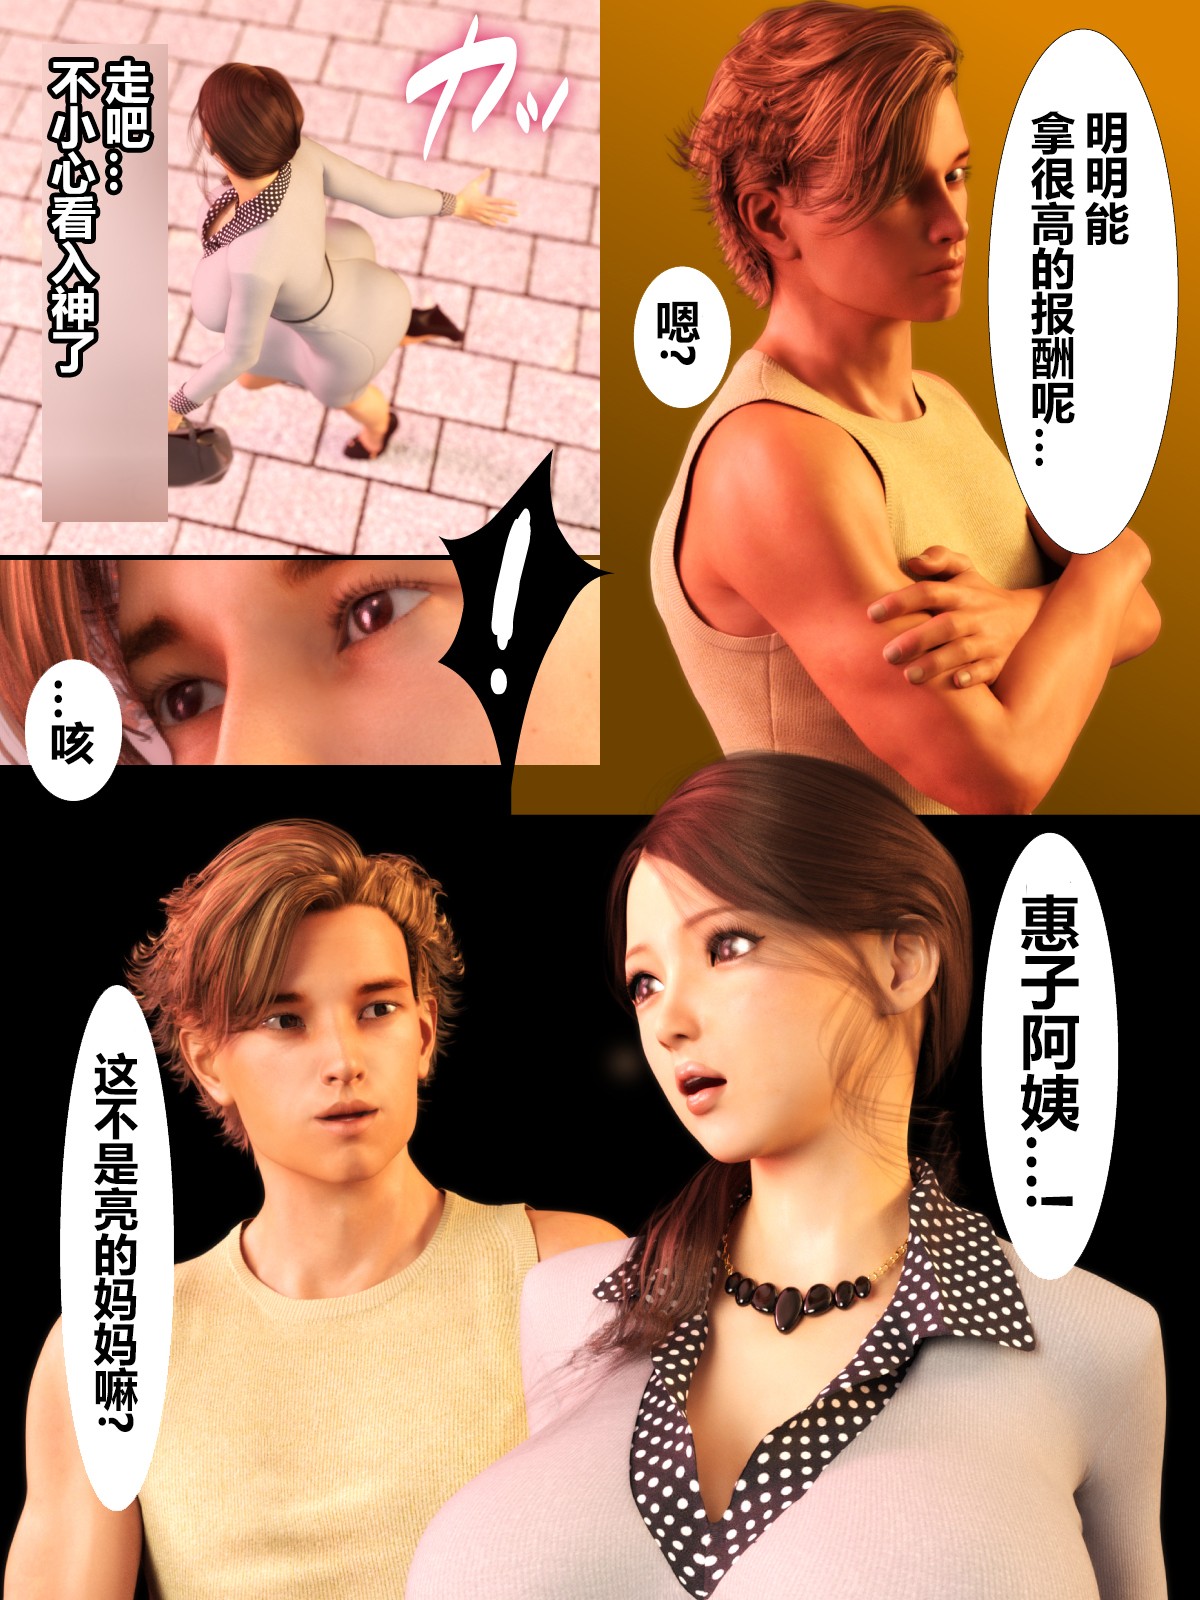 明明能
拿很高的报酬呢…
嗯?
カッ
走吧…
不小心看入神了
!
…咳
惠子阿姨……!
这不是亮的妈妈嘛?